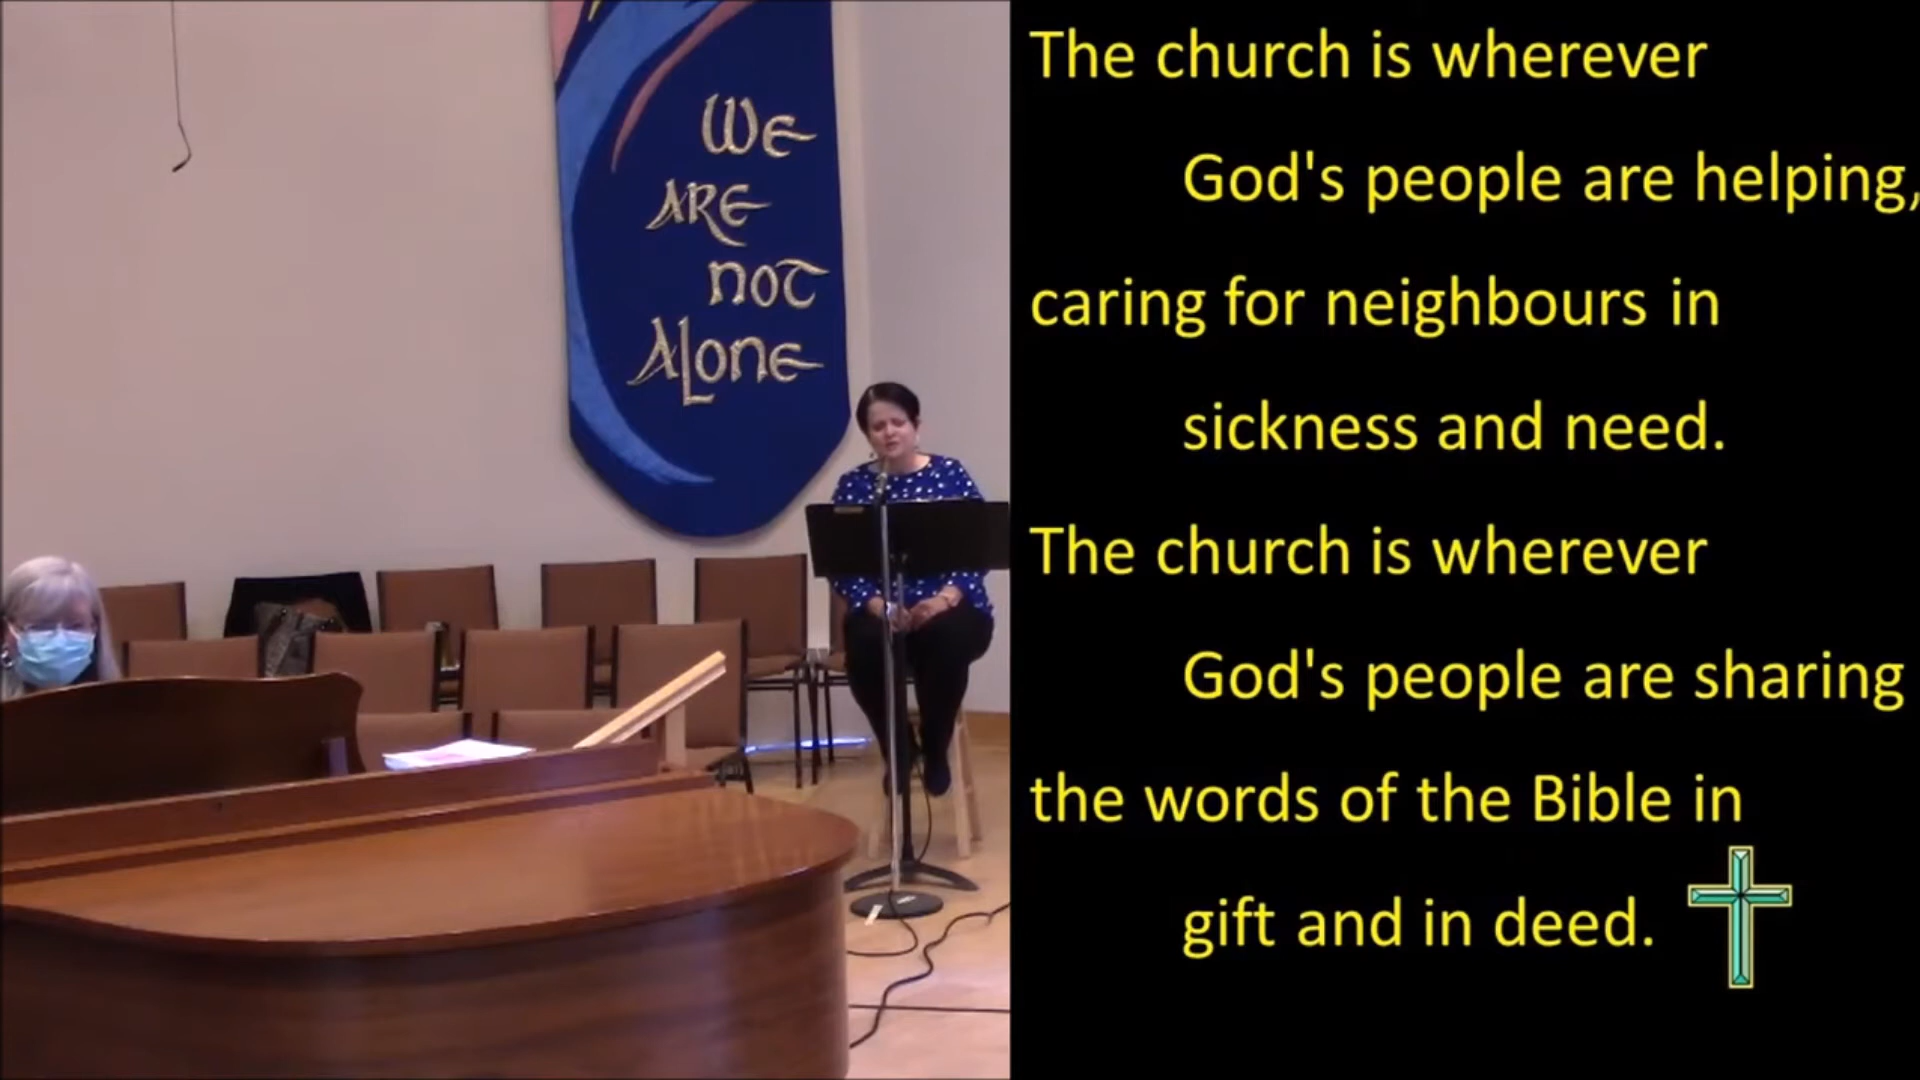 WE
ARE
NOT
ALONE
The church is wherever
God's people are helping,
caring for neighbours in
sickness and need.
The church is wherever
God's people are sharing
the words of the Bible in
gift and in deed.